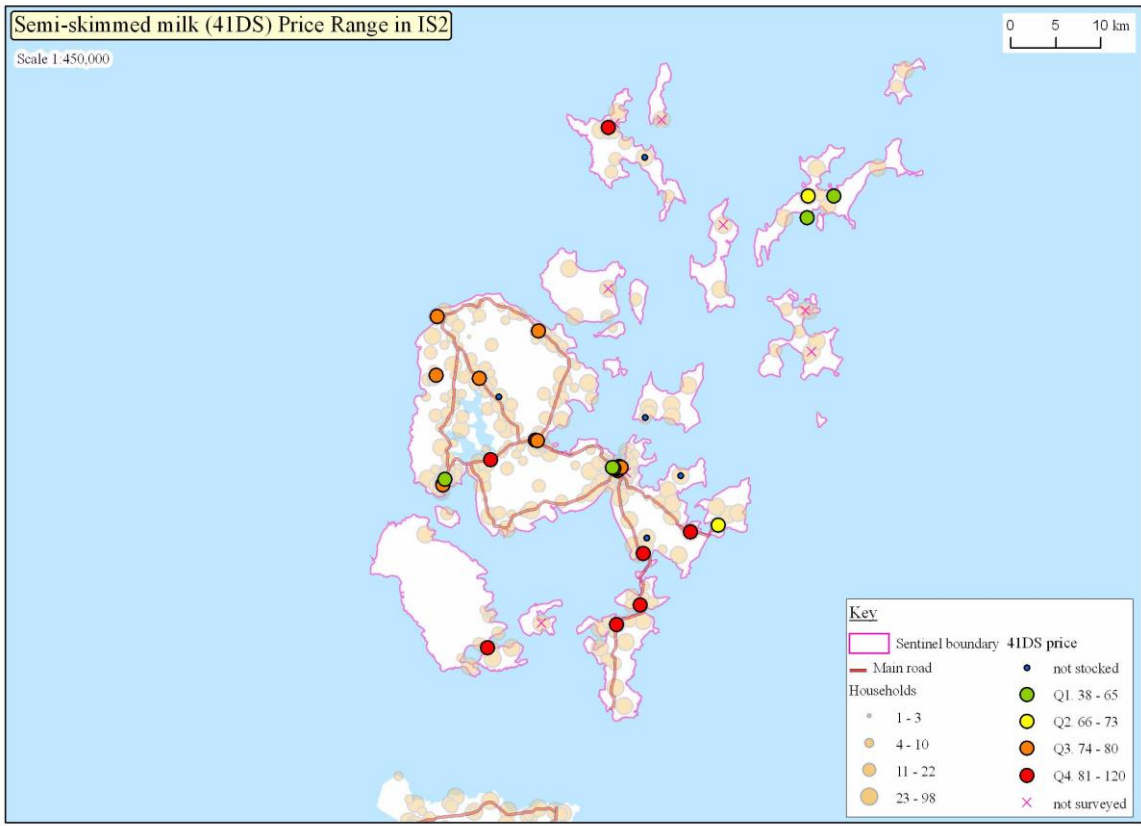 Semi-skimmed milk (41DS) Price Range in IS2
Scale 1:450,000
0 5 10 km
Key
Sentinel boundary
Main road
Households
1 - 3
4 - 10
11 - 22
23 - 98
41DS price
not stocked
Q1. 38 - 65
Q2. 66 - 73
Q3. 74 - 80
Q4. 81 - 120
not surveyed